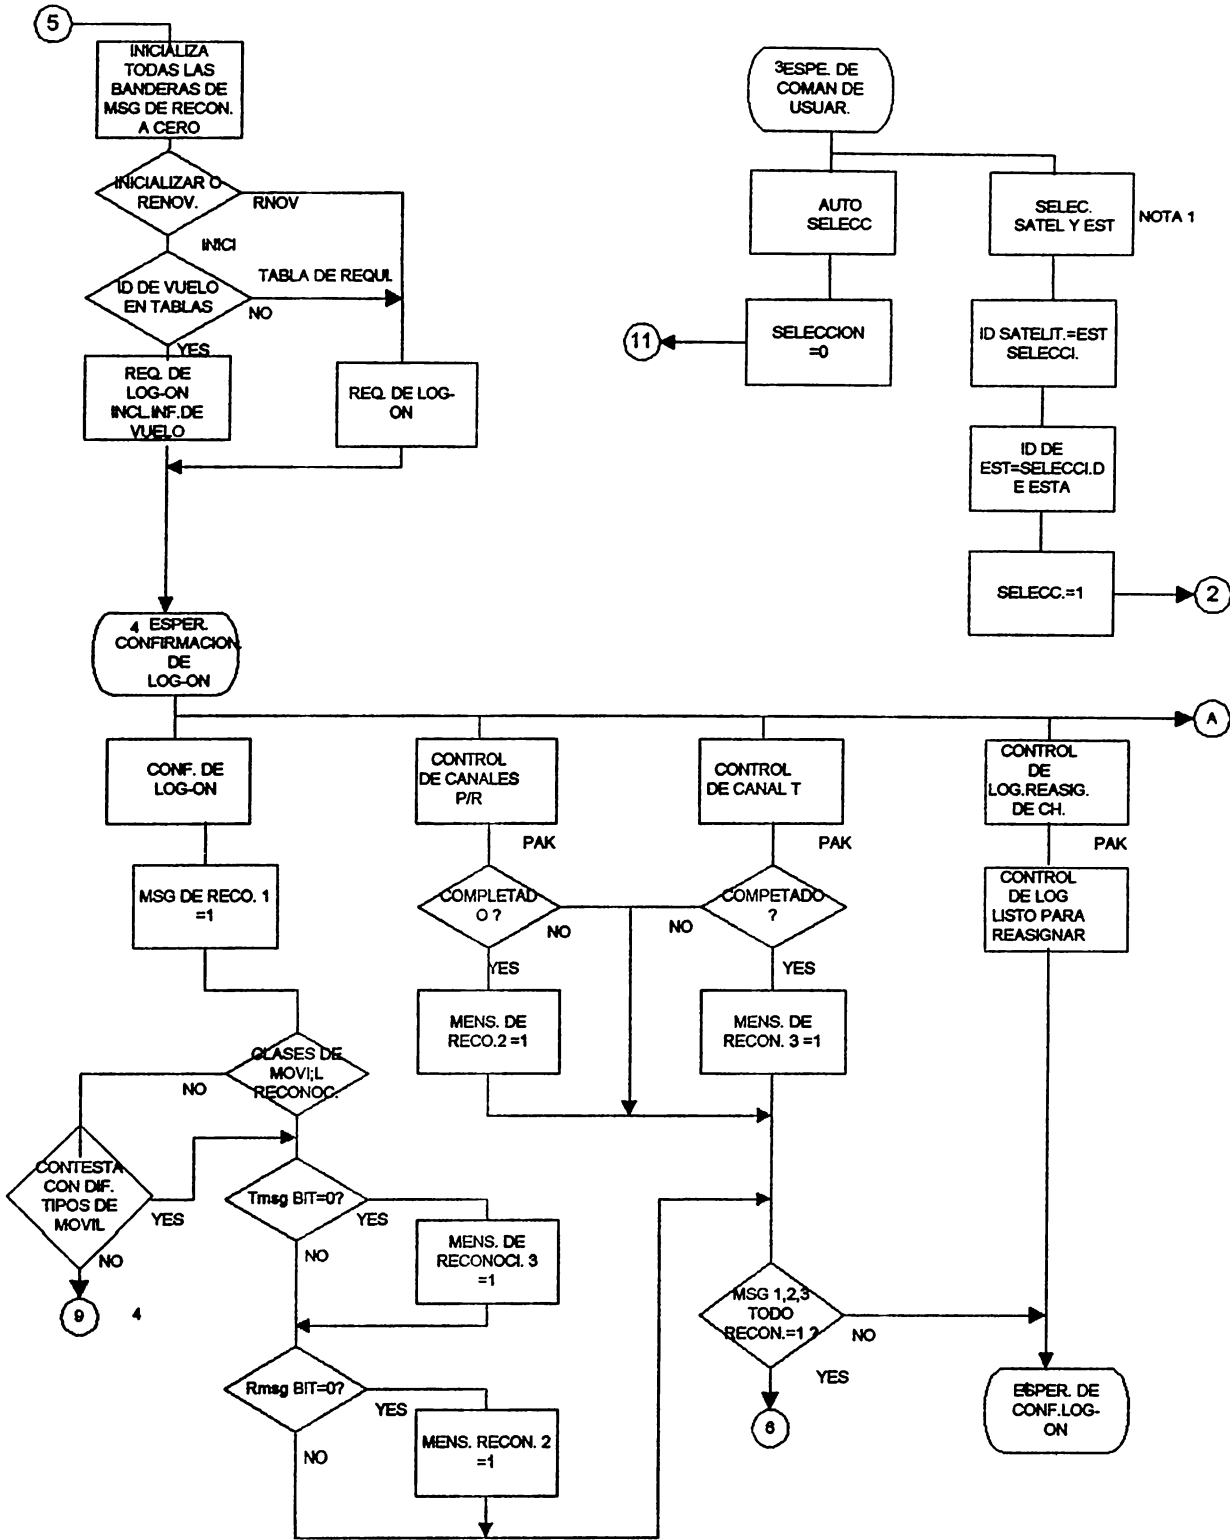 5
INICIALIZA
TODAS LAS
BANDERAS DE
MSG DE RECON.
A CERO
INICIALIZAR O
RENOV.
RNOV
INICI
ID DE VUELO
EN TABLAS
TABLA DE REQUI.
NO
YES
REQ. DE
LOG-ON
INCL.INF.DE
VUELO
REQ. DE LOG-
ON
3ESPE. DE
COMAN DE
USUAR.
AUTO
SELECC
SELEC.
SATEL Y EST
NOTA 1
SELECCION
=0
11
ID SATELIT.=EST
SELECCI.
ID DE
EST=SELECCI.D
E ESTA
SELECC.=1
2
4 ESPER.
CONFIRMACION.
DE
LOG-ON
A
CONF. DE
LOG-ON
CONTROL
DE CANALES
P/R
CONTROL
DE CANAL T
CONTROL
DE
LOG.REASIG.
DE CH.
PAK
PAK
PAK
MSG DE RECO. 1
=1
COMPLETAD
O ?
NO
YES
COMPETADO
?
NO
YES
CONTROL
DE LOG
LISTO PARA
REASIGNAR
MENS. DE
RECO.2 =1
MENS. DE
RECON. 3 =1
CLASES DE
MOVI;L
RECONOC.
NO
CONTESTA
CON DIF.
TIPOS DE
MOVIL
YES
NO
9
4
Tmsg BIT=0?
YES
NO
MENS. DE
RECONOCI. 3
=1
MSG 1,2,3
TODO
RECON.=1 ?
NO
YES
6
Rmsg BIT=0?
YES
NO
MENS. RECON. 2
=1
ESPER. DE
CONF.LOG-
ON